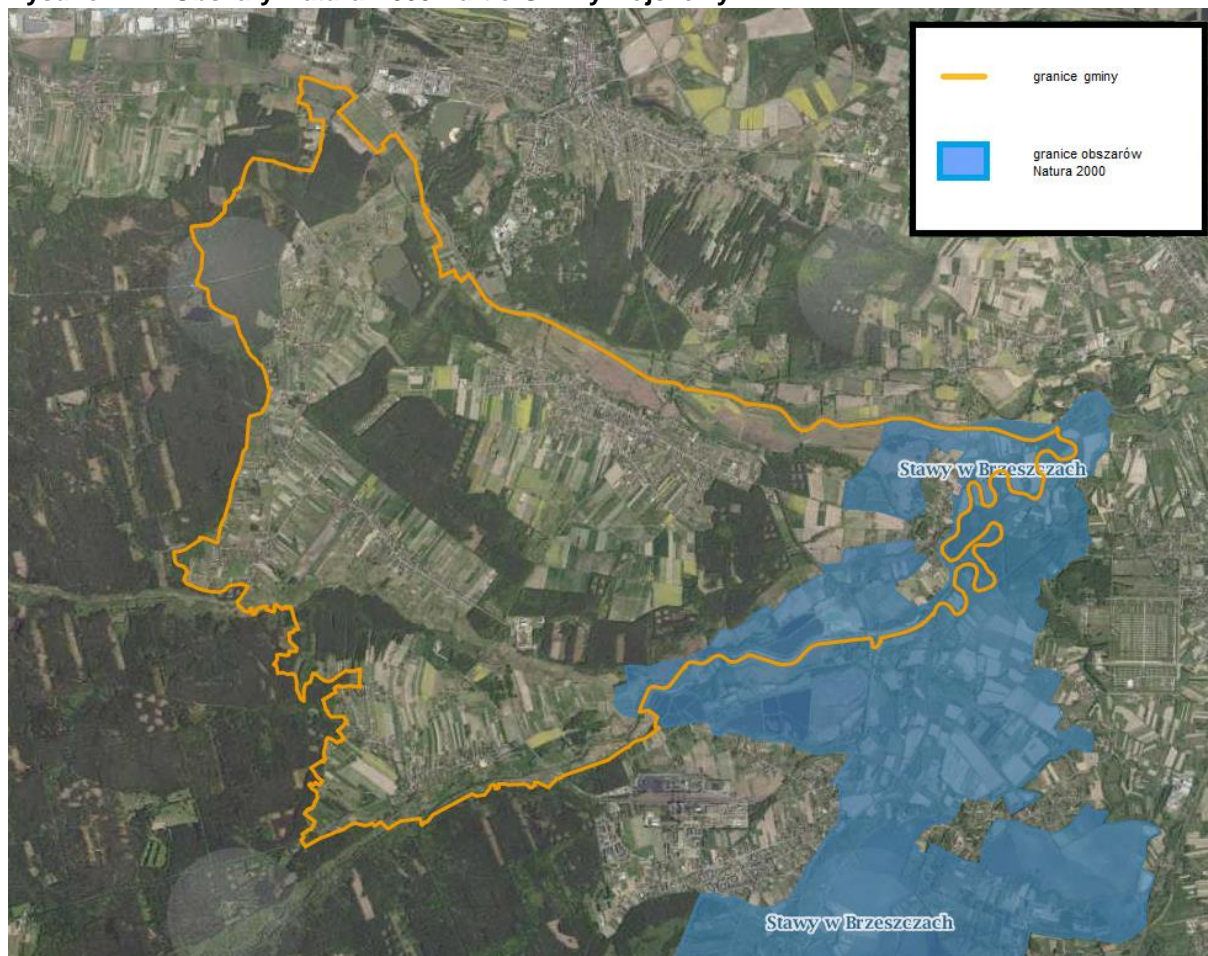 granice gminy
granice obszarów
Natura 2000
Stawy w Brzeszczach
Stawy w Brzeszczach